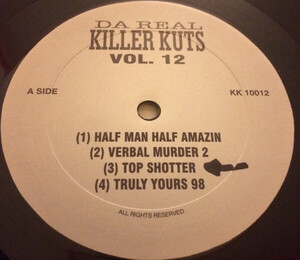 DA REAL
KILLER KUTS
VOL. 12
A SIDE
KK 10012
(1) HALF MAN HALF AMAZIN
(2) VERBAL MURDER 2
(3) TOP SHOTTER
(4) TRULY YOURS 98
ALL RIGHTS RESERVED